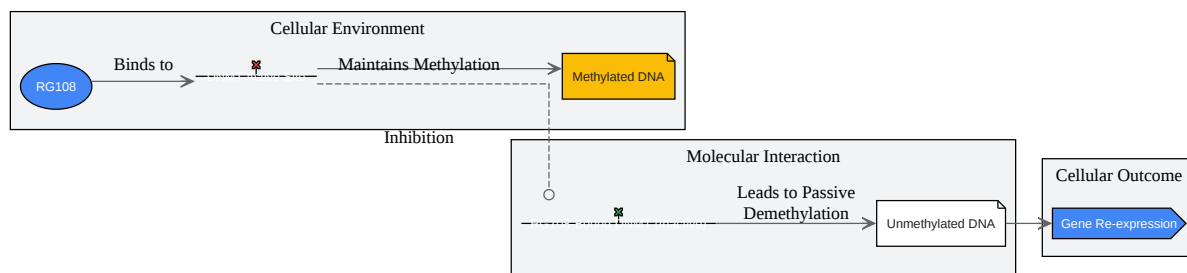 Cellular Environment
Binds to
Maintains Methylation
RG108
Methylated DNA
Inhibition
Molecular Interaction
Cellular Outcome
Leads to Passive
Demethylation
Unmethylated DNA
Gene Re-expression